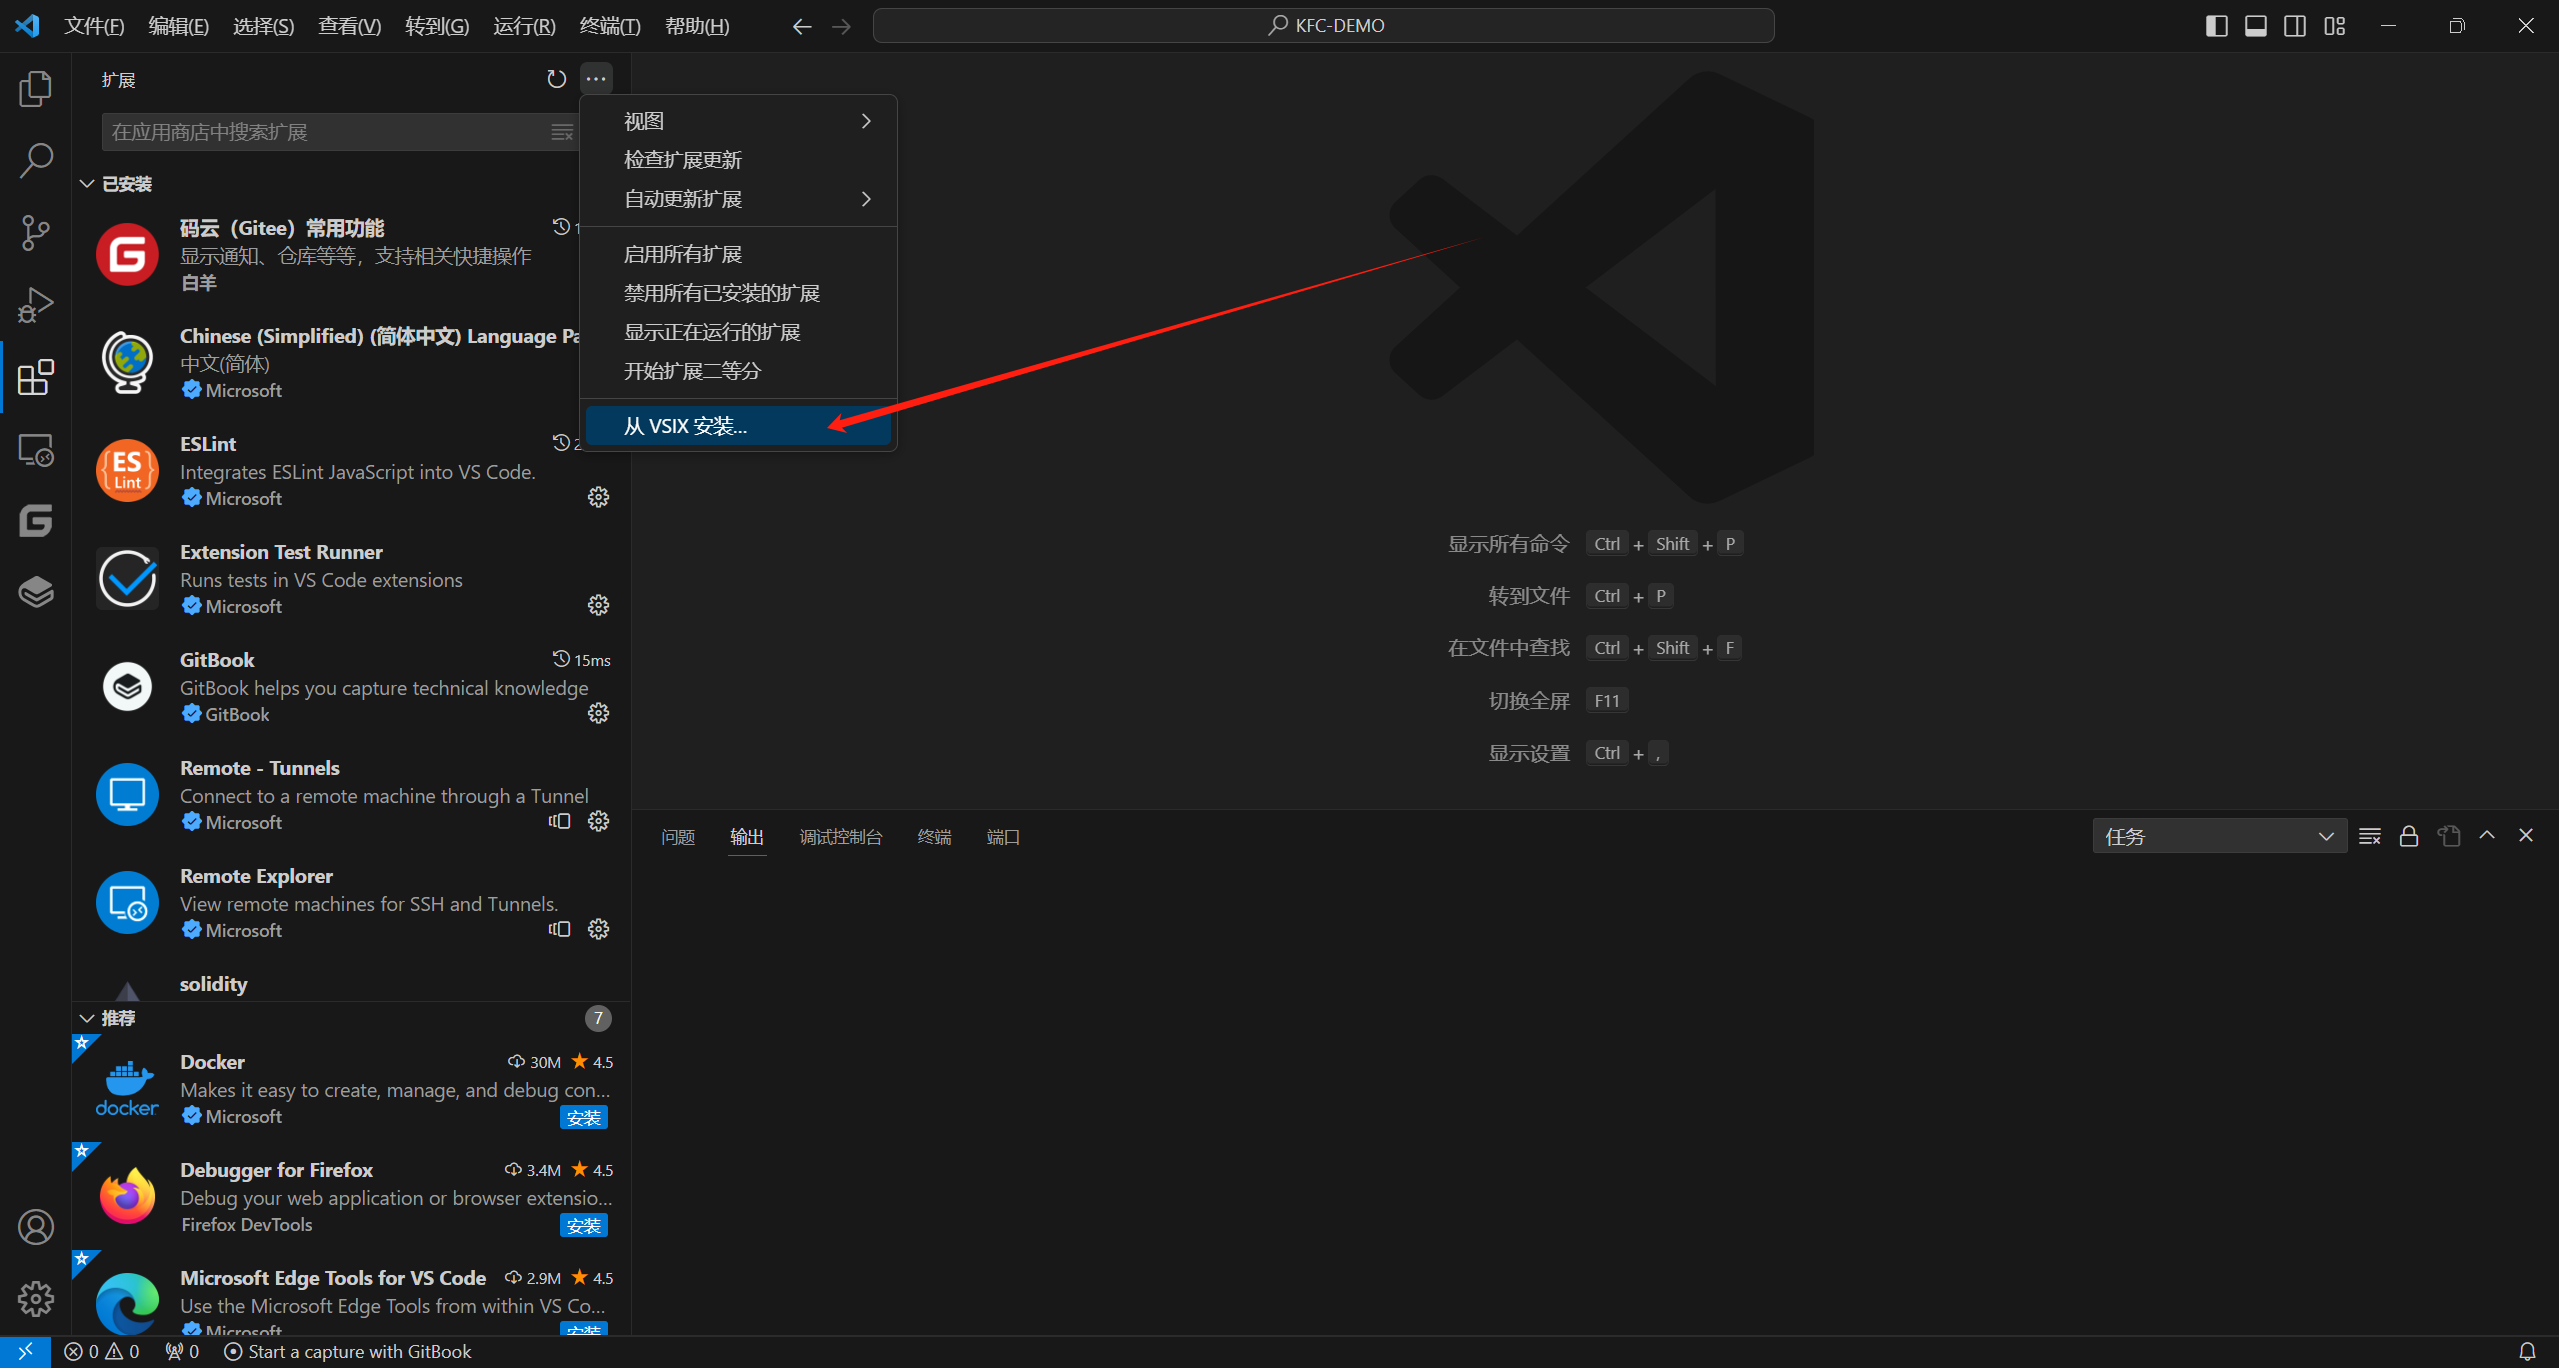 文件(F) 编辑(E) 选择(S) 查看(V) 转到(G) 运行(R) 终端(T) 帮助(H)
KFC-DEMO
扩展
在应用商店中搜索扩展
视图
检查扩展更新
自动更新扩展
启用所有扩展
禁用所有已安装的扩展
显示正在运行的扩展
开始扩展二等分
从 VSIX 安装...
已安装
码云（Gitee）常用功能
显示通知、仓库等等，支持相关快捷操作
白羊
Chinese (Simplified) (简体中文) Language Pa
中文(简体)
Microsoft
ES
Lint
ESLint
Integrates ESLint JavaScript into VS Code.
Microsoft
Extension Test Runner
Runs tests in VS Code extensions
Microsoft
GitBook 15ms
GitBook helps you capture technical knowledge
GitBook
Remote - Tunnels
Connect to a remote machine through a Tunnel
Microsoft
Remote Explorer
View remote machines for SSH and Tunnels.
Microsoft
solidity
推荐 7
docker
Docker 30M 4.5
Makes it easy to create, manage, and debug con...
Microsoft 安装
Debugger for Firefox 3.4M 4.5
Debug your web application or browser extensio...
Firefox DevTools 安装
Microsoft Edge Tools for VS Code 2.9M 4.5
Use the Microsoft Edge Tools from within VS Co...
Microsoft 安装
显示所有命令 Ctrl + Shift + P
转到文件 Ctrl + P
在文件中查找 Ctrl + Shift + F
切换全屏 F11
显示设置 Ctrl + ,
问题 输出 调试控制台 终端 端口 任务
0 0 0 Start a capture with GitBook